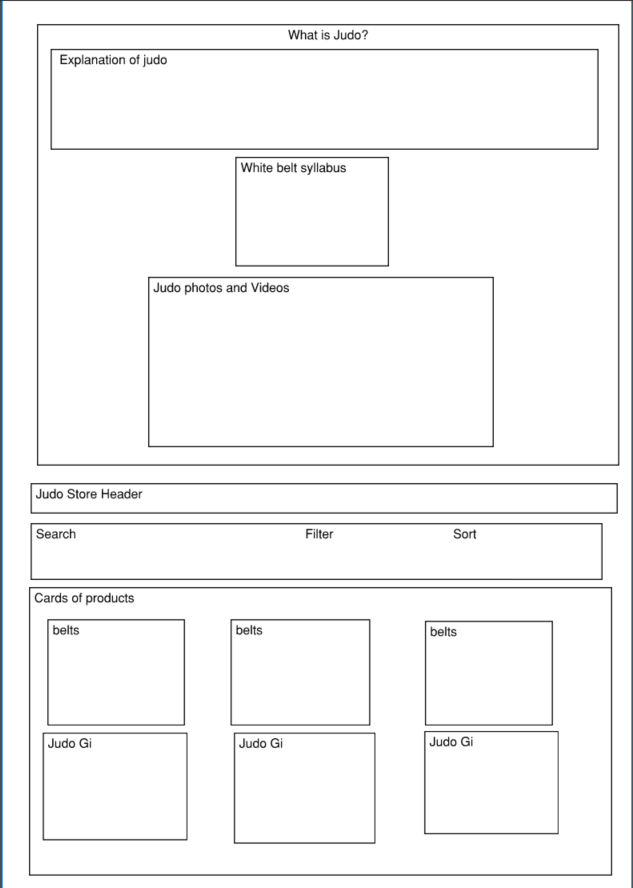 What is Judo?
Explanation of judo
White belt syllabus
Judo photos and Videos
Judo Store Header
Search Filter Sort
Cards of products
belts belts belts
Judo Gi Judo Gi Judo Gi